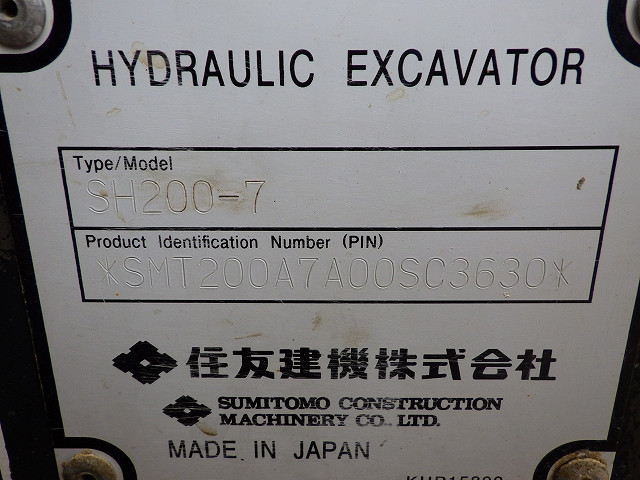 HYDRAULIC EXCAVATOR
Type/Model
SH200-7
Product Identification Number (PIN)
*SMT200A7A00SC3630*
住友建機株式会社
SUMITOMO CONSTRUCTION
MACHINERY CO., LTD.
MADE IN JAPAN